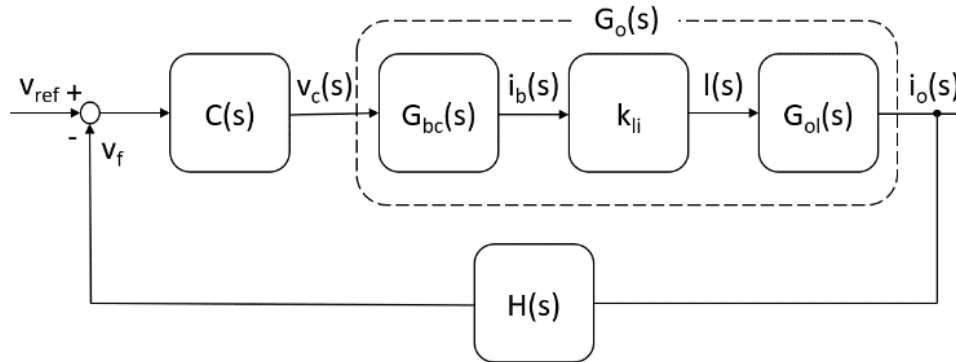 G_o(s)
v_ref + C(s) v_c(s) G_bc(s) i_b(s) k_li l(s) G_ol(s) i_o(s)
- v_f
H(s)